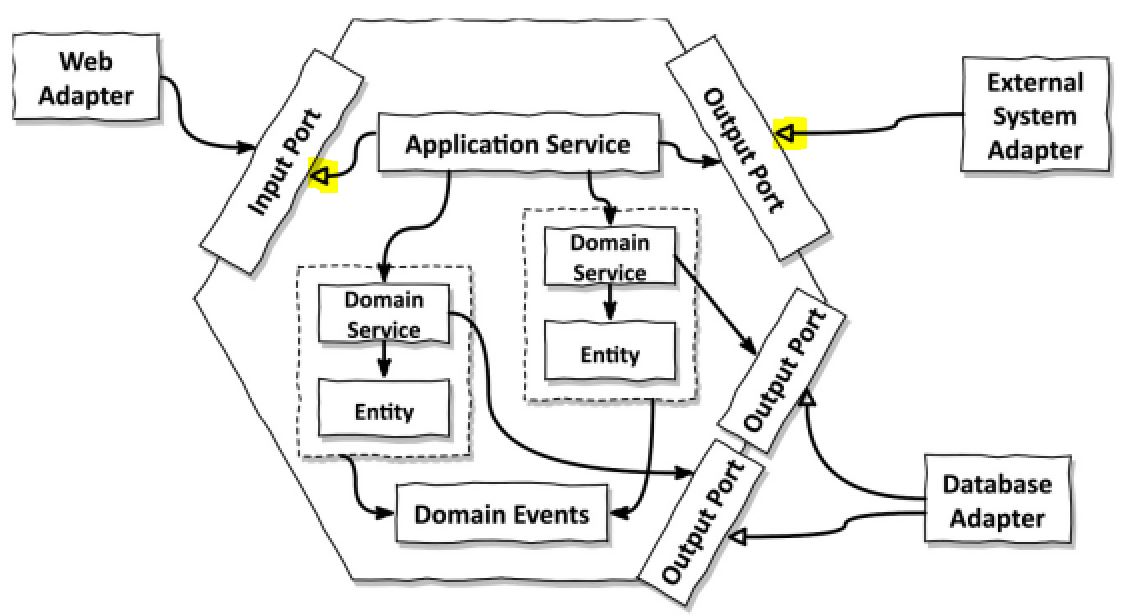 Web
Adapter
Input Port
Application Service
Output Port
External
System
Adapter
Domain
Service
Entity
Domain
Service
Entity
Output Port
Domain Events
Output Port
Database
Adapter